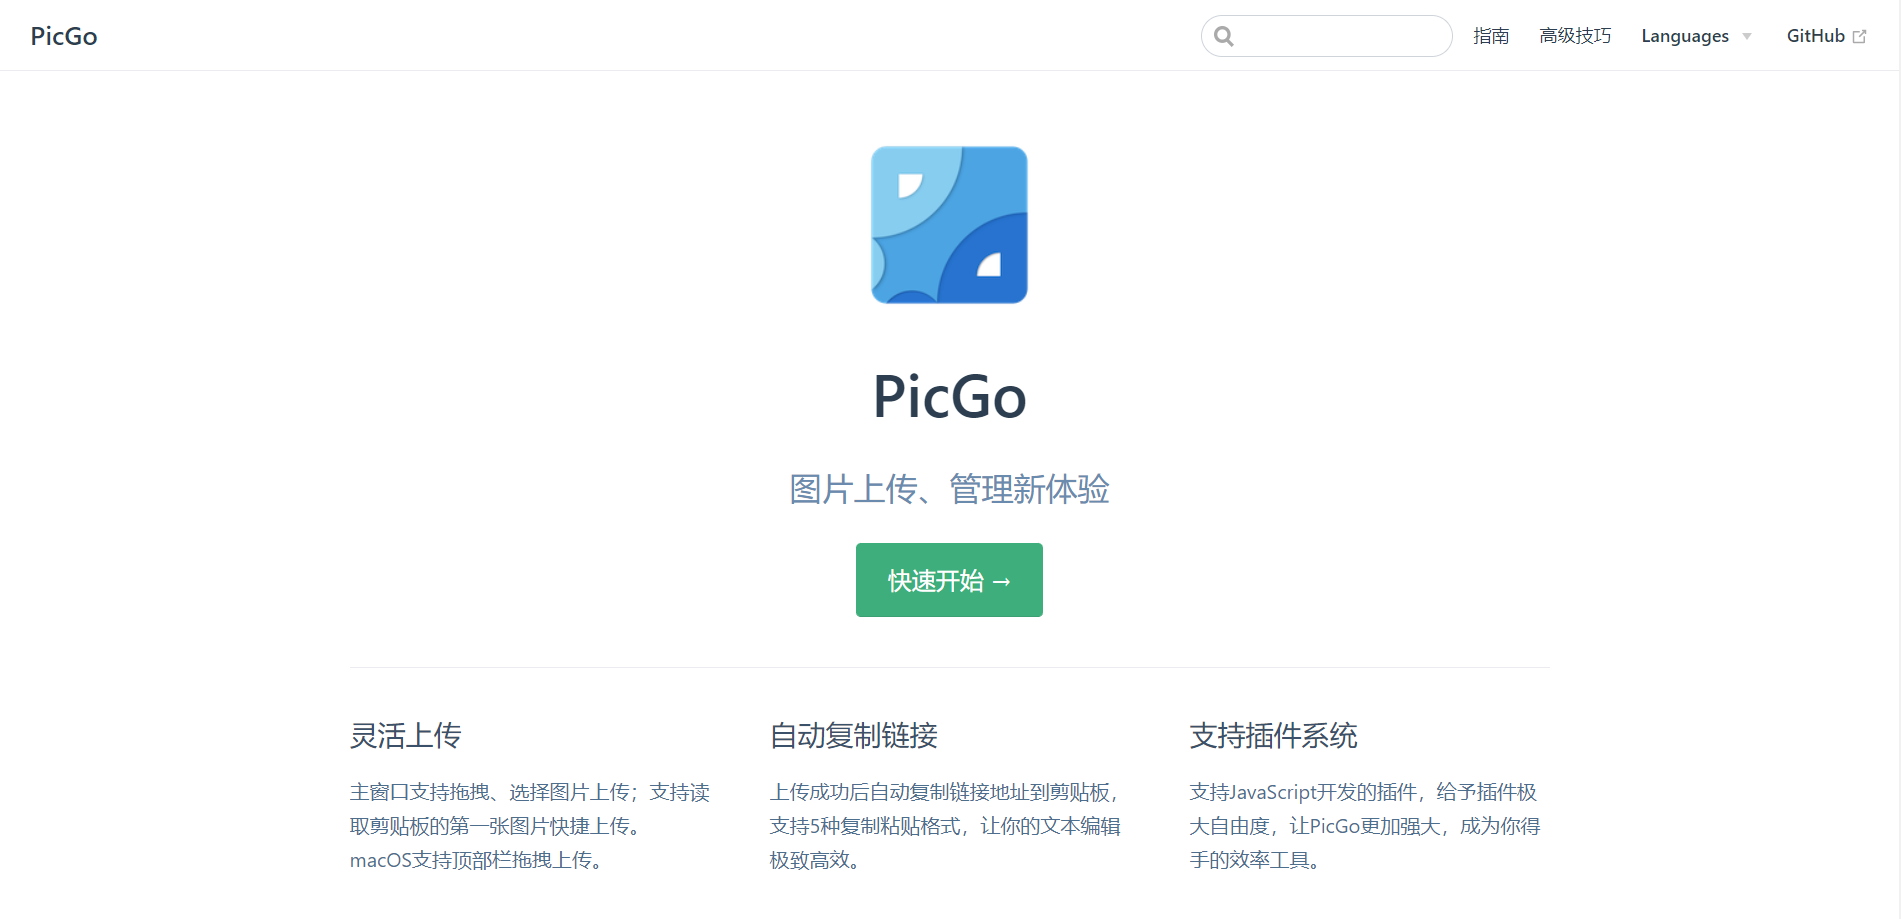 PicGo
指南
高级技巧
Languages
GitHub
PicGo
图片上传、管理新体验
快速开始 →
灵活上传
主窗口支持拖拽、选择图片上传；支持读
取剪贴板的第一张图片快捷上传。
macOS支持顶部栏拖拽上传。
自动复制链接
上传成功后自动复制链接地址到剪贴板，
支持5种复制粘贴格式，让你的文本编辑
极致高效。
支持插件系统
支持JavaScript开发的插件，给予插件极
大自由度，让PicGo更加强大，成为你得
手的效率工具。